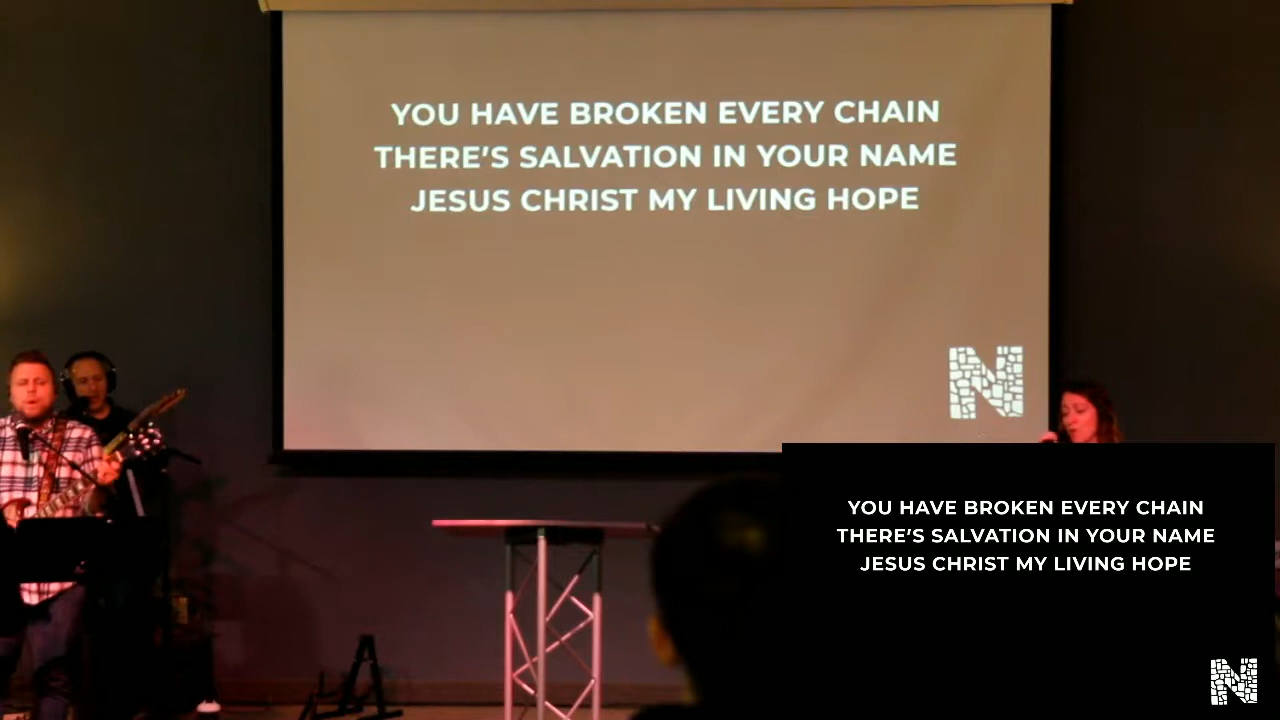 YOU HAVE BROKEN EVERY CHAIN
THERE'S SALVATION IN YOUR NAME
JESUS CHRIST MY LIVING HOPE
N
YOU HAVE BROKEN EVERY CHAIN
THERE'S SALVATION IN YOUR NAME
JESUS CHRIST MY LIVING HOPE
N